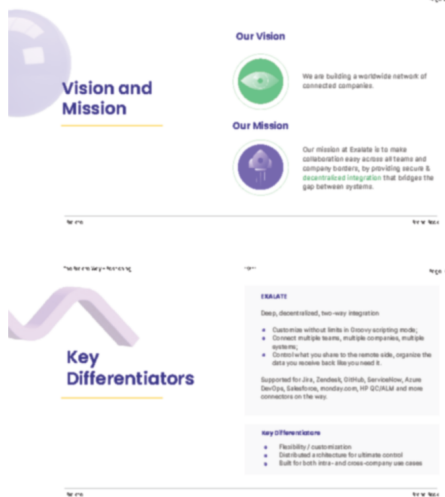 Our Vision
We are building a worldwide network of
connected companies.
Vision and
Mission
Our Mission
Our mission at Exalate is to make
collaboration easy across all teams and
company borders, by providing secure &
decentralized integration that bridges the
gap between systems.
EXALATE
Deep, decentralized, two-way integration
Customize without limits in Groovy scripting mode;
Connect multiple teams, multiple companies, multiple
systems;
Control what you share to the remote side, organize the
data you receive back like you need it.
Key
Differentiators
Supported for Jira, Zendesk, GitHub, ServiceNow, Azure
DevOps, Salesforce, monday.com, HP QC/ALM and more
connectors on the way.
Key Differentiators
Flexibility / customization
Distributed architecture for ultimate control
Built for both intra- and cross-company use cases